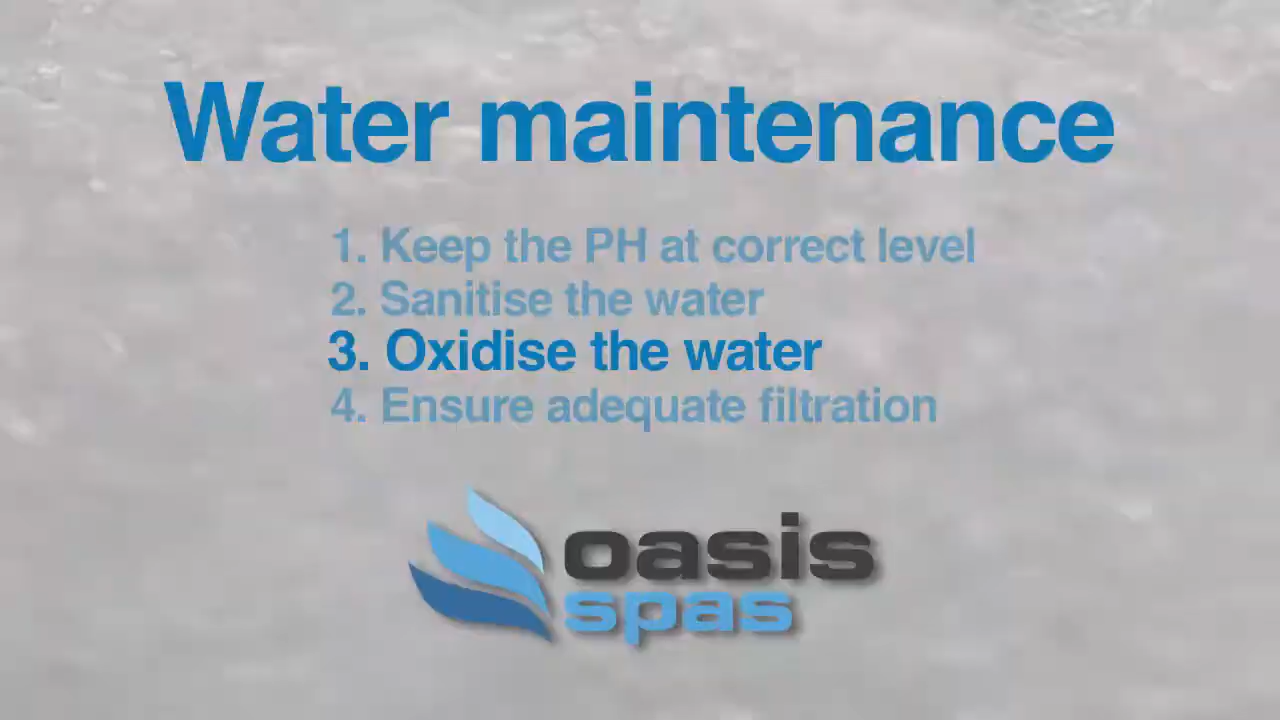 Water maintenance
1. Keep the PH at correct level
2. Sanitise the water
3. Oxidise the water
4. Ensure adequate filtration
oasis
spas